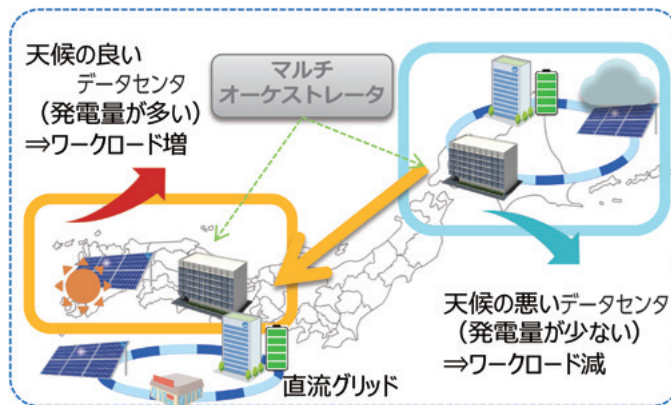 天候の良い
データセンタ
（発電量が多い）
⇒ワークロード増
マルチ
オーケストレータ
天候の悪いデータセンタ
（発電量が少ない）
⇒ワークロード減
直流グリッド